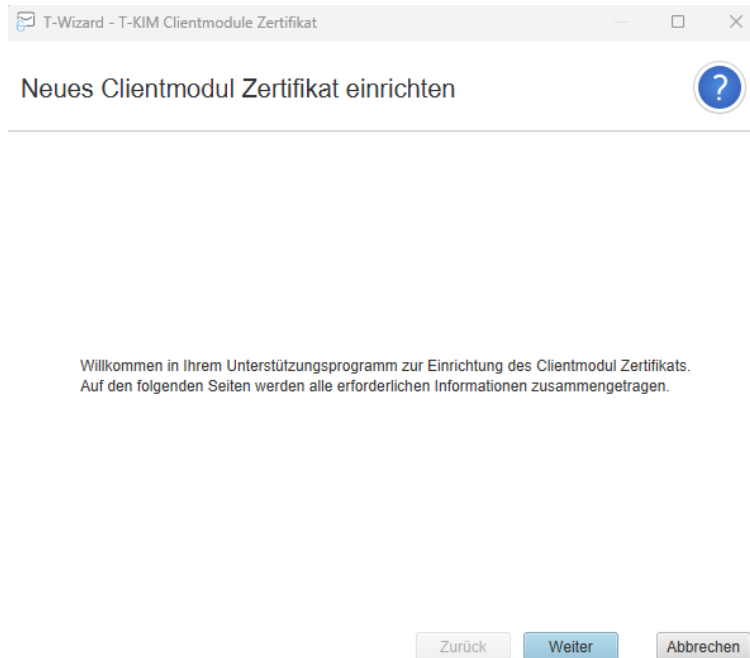 T-Wizard - T-KIM Clientmodule Zertifikat
Neues Clientmodul Zertifikat einrichten
?
Willkommen in Ihrem Unterstützungsprogramm zur Einrichtung des Clientmodul Zertifikats.
Auf den folgenden Seiten werden alle erforderlichen Informationen zusammengetragen.
Zurück Weiter Abbrechen